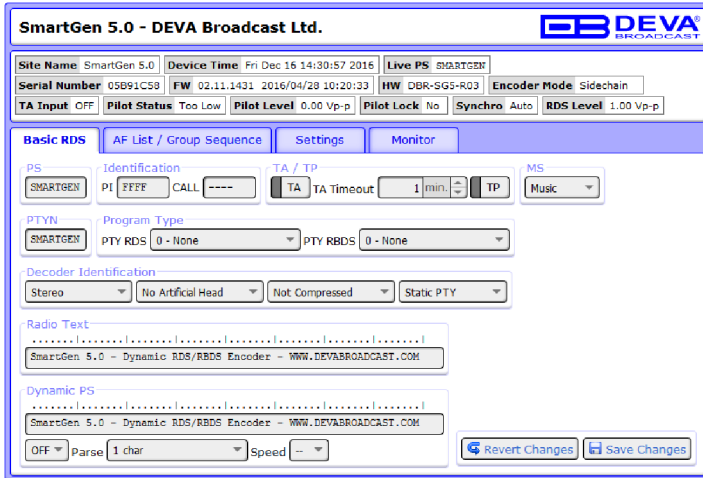 SmartGen 5.0 - DEVA Broadcast Ltd. DEVA BROADCAST
Site Name SmartGen 5.0 Device Time Fri Dec 16 14:30:57 2016 Live PS SMARTGEN
Serial Number 05B91C58 FW 02.11.1431 2016/04/28 10:20:33 HW DBR-SG5-R03 Encoder Mode Sidechain
TA Input OFF Pilot Status Too Low Pilot Level 0.00 Vp-p Pilot Lock No Synchro Auto RDS Level 1.00 Vp-p
Basic RDS AF List / Group Sequence Settings Monitor
PS Identification TA / TP MS
SMARTGEN PI FFFF CALL ---- TA TA Timeout 1 min. TP Music
PTYN Program Type
SMARTGEN PTY RDS 0 - None PTY RBDS 0 - None
Decoder Identification
Stereo No Artificial Head Not Compressed Static PTY
Radio Text
SmartGen 5.0 - Dynamic RDS/RBDS Encoder - WWW.DEVABROADCAST.COM
Dynamic PS
SmartGen 5.0 - Dynamic RDS/RBDS Encoder - WWW.DEVABROADCAST.COM
OFF Parse 1 char Speed -- Revert Changes Save Changes